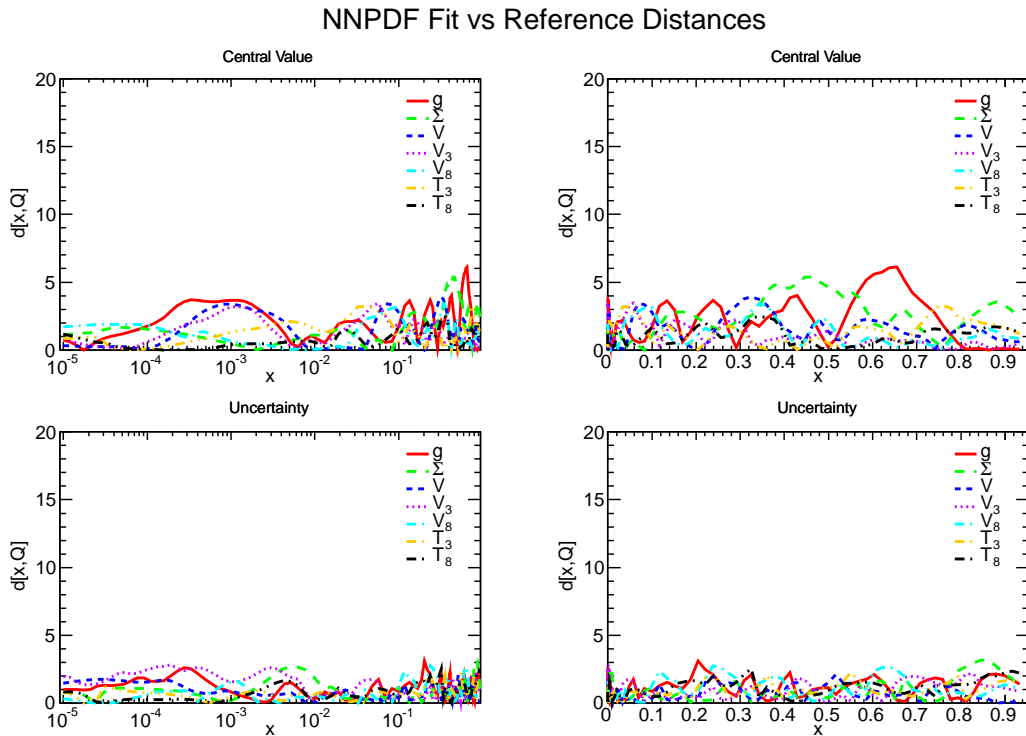 NNPDF Fit vs Reference Distances
Central Value
20
15
10
5
0
d[x,Q]
g
Σ
V
V₃
V₈
T₃
T₈
10⁻⁵ 10⁻⁴ 10⁻³ 10⁻² 10⁻¹
x
Central Value
20
15
10
5
0
d[x,Q]
g
Σ
V
V₃
V₈
T₃
T₈
0 0.1 0.2 0.3 0.4 0.5 0.6 0.7 0.8 0.9
x
Uncertainty
20
15
10
5
0
d[x,Q]
g
Σ
V
V₃
V₈
T₃
T₈
10⁻⁵ 10⁻⁴ 10⁻³ 10⁻² 10⁻¹
x
Uncertainty
20
15
10
5
0
d[x,Q]
g
Σ
V
V₃
V₈
T₃
T₈
0 0.1 0.2 0.3 0.4 0.5 0.6 0.7 0.8 0.9
x